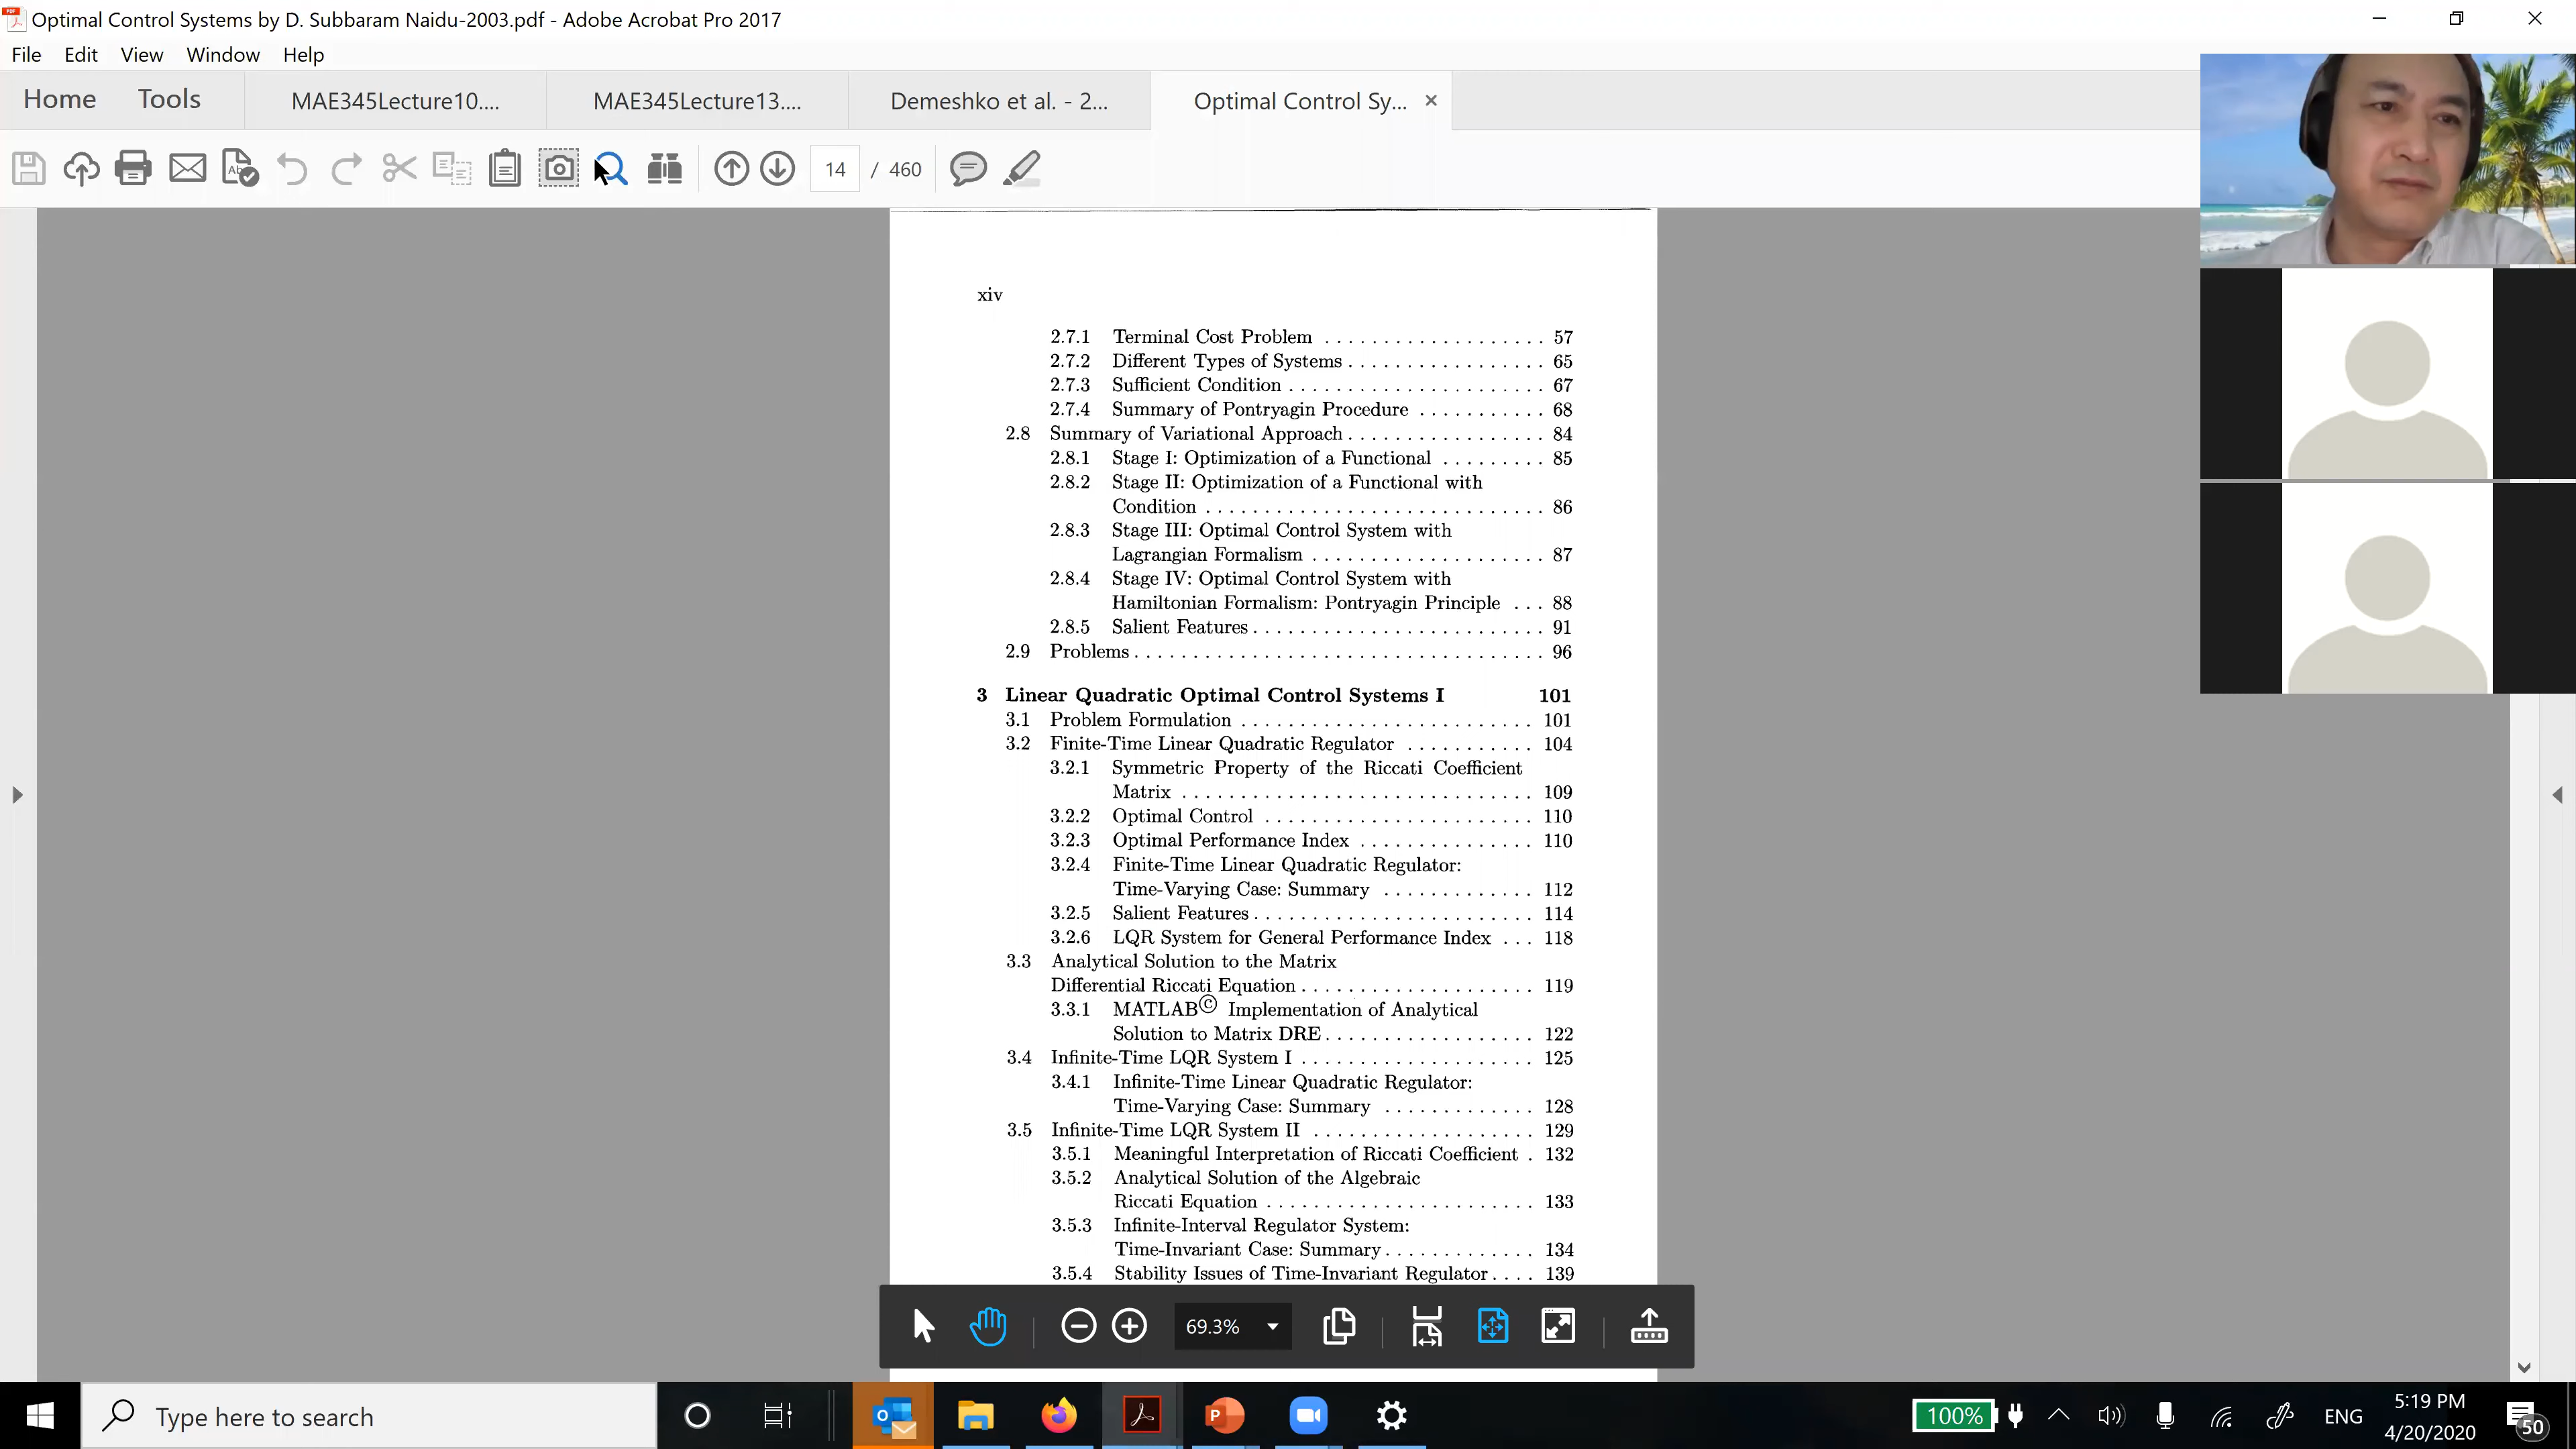 Optimal Control Systems by D. Subbaram Naidu-2003.pdf - Adobe Acrobat Pro 2017
File Edit View Window Help
Home Tools MAE345Lecture10.... MAE345Lecture13.... Demeshko et al. - 2... Optimal Control Sy... ×
14 / 460
xiv
2.7.1 Terminal Cost Problem . . . . . . . . . . . . . . . . . . . 57
2.7.2 Different Types of Systems . . . . . . . . . . . . . . . . . 65
2.7.3 Sufficient Condition . . . . . . . . . . . . . . . . . . . . . . 67
2.7.4 Summary of Pontryagin Procedure . . . . . . . . . . . 68
2.8 Summary of Variational Approach . . . . . . . . . . . . . . . . . 84
2.8.1 Stage I: Optimization of a Functional . . . . . . . . . 85
2.8.2 Stage II: Optimization of a Functional with
Condition . . . . . . . . . . . . . . . . . . . . . . . . . . . . . 86
2.8.3 Stage III: Optimal Control System with
Lagrangian Formalism . . . . . . . . . . . . . . . . . . . . 87
2.8.4 Stage IV: Optimal Control System with
Hamiltonian Formalism: Pontryagin Principle . . . 88
2.8.5 Salient Features . . . . . . . . . . . . . . . . . . . . . . . . . 91
2.9 Problems . . . . . . . . . . . . . . . . . . . . . . . . . . . . . . . . . . . 96
3 Linear Quadratic Optimal Control Systems I 101
3.1 Problem Formulation . . . . . . . . . . . . . . . . . . . . . . . . . 101
3.2 Finite-Time Linear Quadratic Regulator . . . . . . . . . . . 104
3.2.1 Symmetric Property of the Riccati Coefficient
Matrix . . . . . . . . . . . . . . . . . . . . . . . . . . . . . . 109
3.2.2 Optimal Control . . . . . . . . . . . . . . . . . . . . . . . 110
3.2.3 Optimal Performance Index . . . . . . . . . . . . . . . 110
3.2.4 Finite-Time Linear Quadratic Regulator:
Time-Varying Case: Summary . . . . . . . . . . . . . 112
3.2.5 Salient Features . . . . . . . . . . . . . . . . . . . . . . . . 114
3.2.6 LQR System for General Performance Index . . . 118
3.3 Analytical Solution to the Matrix
Differential Riccati Equation . . . . . . . . . . . . . . . . . . . . 119
3.3.1 MATLAB© Implementation of Analytical
Solution to Matrix DRE . . . . . . . . . . . . . . . . . . 122
3.4 Infinite-Time LQR System I . . . . . . . . . . . . . . . . . . . . 125
3.4.1 Infinite-Time Linear Quadratic Regulator:
Time-Varying Case: Summary . . . . . . . . . . . . . 128
3.5 Infinite-Time LQR System II . . . . . . . . . . . . . . . . . . . 129
3.5.1 Meaningful Interpretation of Riccati Coefficient . 132
3.5.2 Analytical Solution of the Algebraic
Riccati Equation . . . . . . . . . . . . . . . . . . . . . . . 133
3.5.3 Infinite-Interval Regulator System:
Time-Invariant Case: Summary . . . . . . . . . . . . . 134
3.5.4 Stability Issues of Time-Invariant Regulator . . . . 139
69.3%
Type here to search
100% ENG 5:19 PM
4/20/2020
50